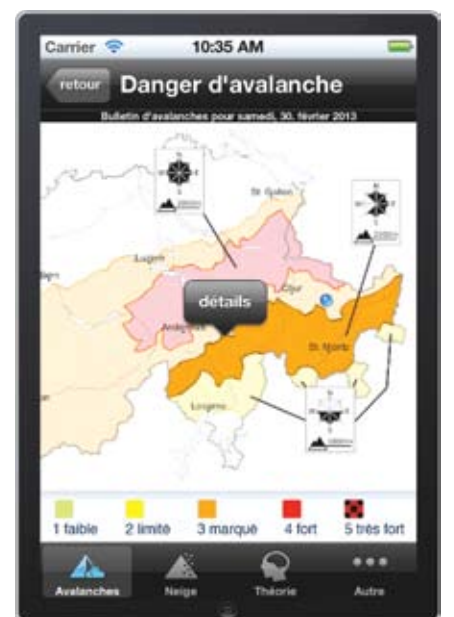 Carrier 10:35 AM
retour Danger d'avalanche
Bulletin d'avalanches pour samedi, 30. février 2013
St. Gallen
Luzern
Chur
détails
St. Moritz
Locarno
1 faible 2 limité 3 marqué 4 fort 5 très fort
Avalanches Neige Théorie Autre